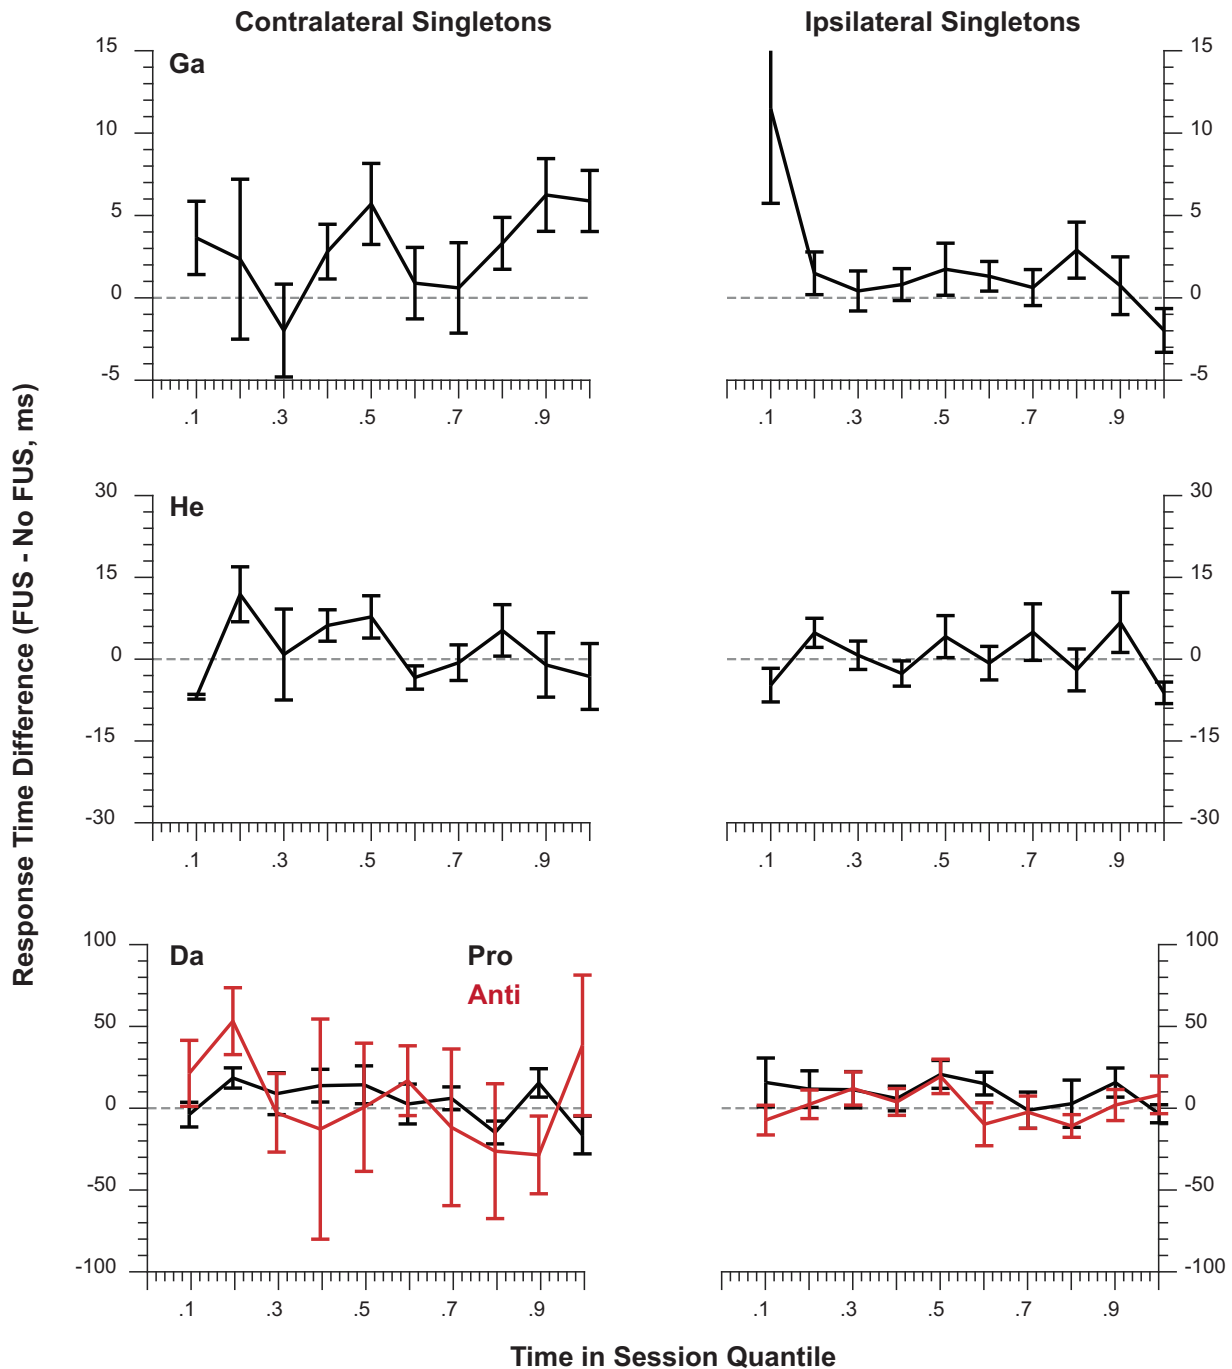 Contralateral Singletons
Ipsilateral Singletons
Response Time Difference (FUS - No FUS, ms)
Ga
15
10
5
0
-5
.1 .3 .5 .7 .9
15
10
5
0
-5
.1 .3 .5 .7 .9
He
30
15
0
-15
-30
.1 .3 .5 .7 .9
30
15
0
-15
-30
.1 .3 .5 .7 .9
Da
Pro
Anti
100
50
0
-50
-100
.1 .3 .5 .7 .9
100
50
0
-50
-100
.1 .3 .5 .7 .9
Time in Session Quantile